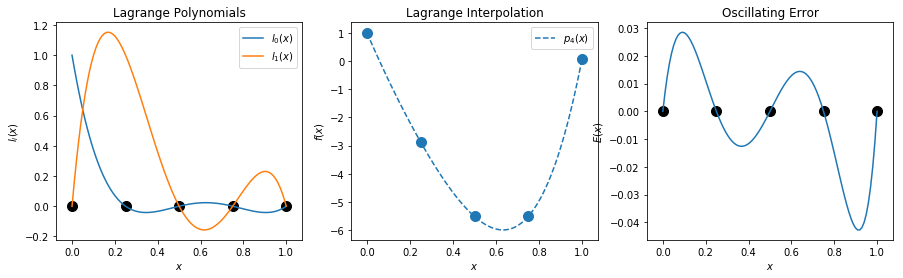 Lagrange Polynomials
l₀(x)
l₁(x)
lᵢ(x)
1.2
1.0
0.8
0.6
0.4
0.2
0.0
−0.2
0.0 0.2 0.4 0.6 0.8 1.0
x
Lagrange Interpolation
p₄(x)
f(x)
1
0
−1
−2
−3
−4
−5
−6
0.0 0.2 0.4 0.6 0.8 1.0
x
Oscillating Error
E(x)
0.03
0.02
0.01
0.00
−0.01
−0.02
−0.03
−0.04
0.0 0.2 0.4 0.6 0.8 1.0
x